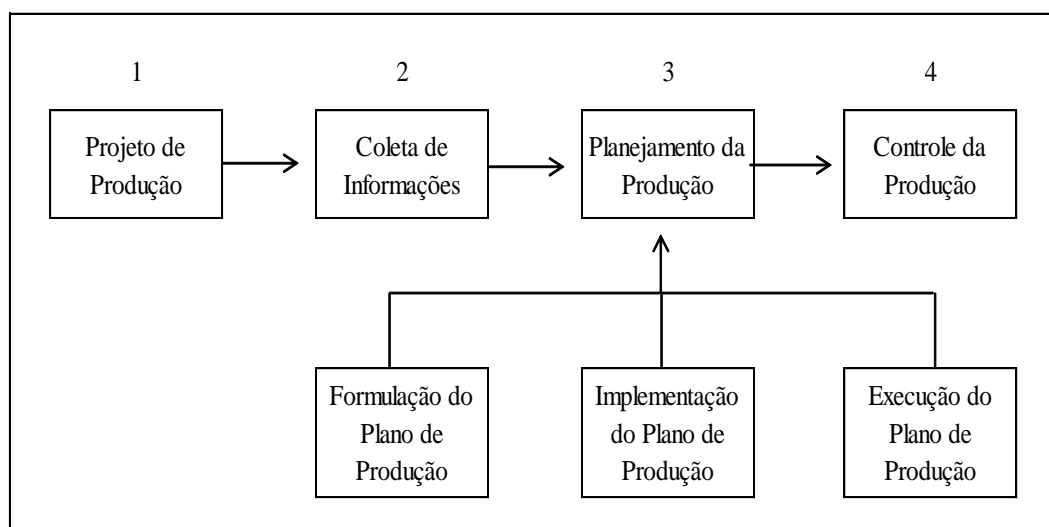 1
2
3
4
Projeto de
Produção
Coleta de
Informações
Planejamento da
Produção
Controle da
Produção
Formulação do
Plano de
Produção
Implementação
do Plano de
Produção
Execução do
Plano de
Produção